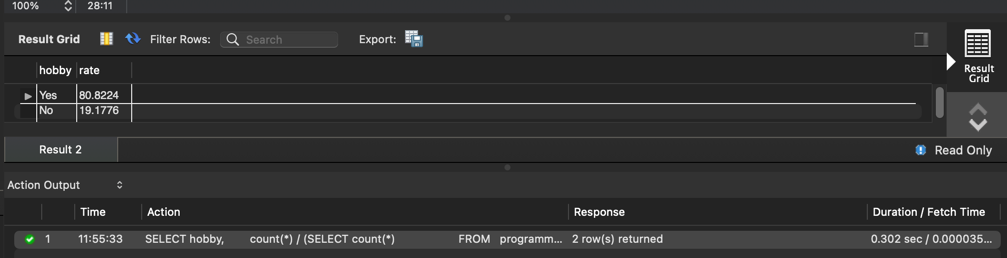 100% 28:11
Result Grid Filter Rows: Search Export:
hobby rate
Yes 80.8224
No 19.1776
Result
Grid
Result 2 Read Only
Action Output
Time Action Response Duration / Fetch Time
1 11:55:33 SELECT hobby, count(*) / (SELECT count(*) FROM programm... 2 row(s) returned 0.302 sec / 0.000035...